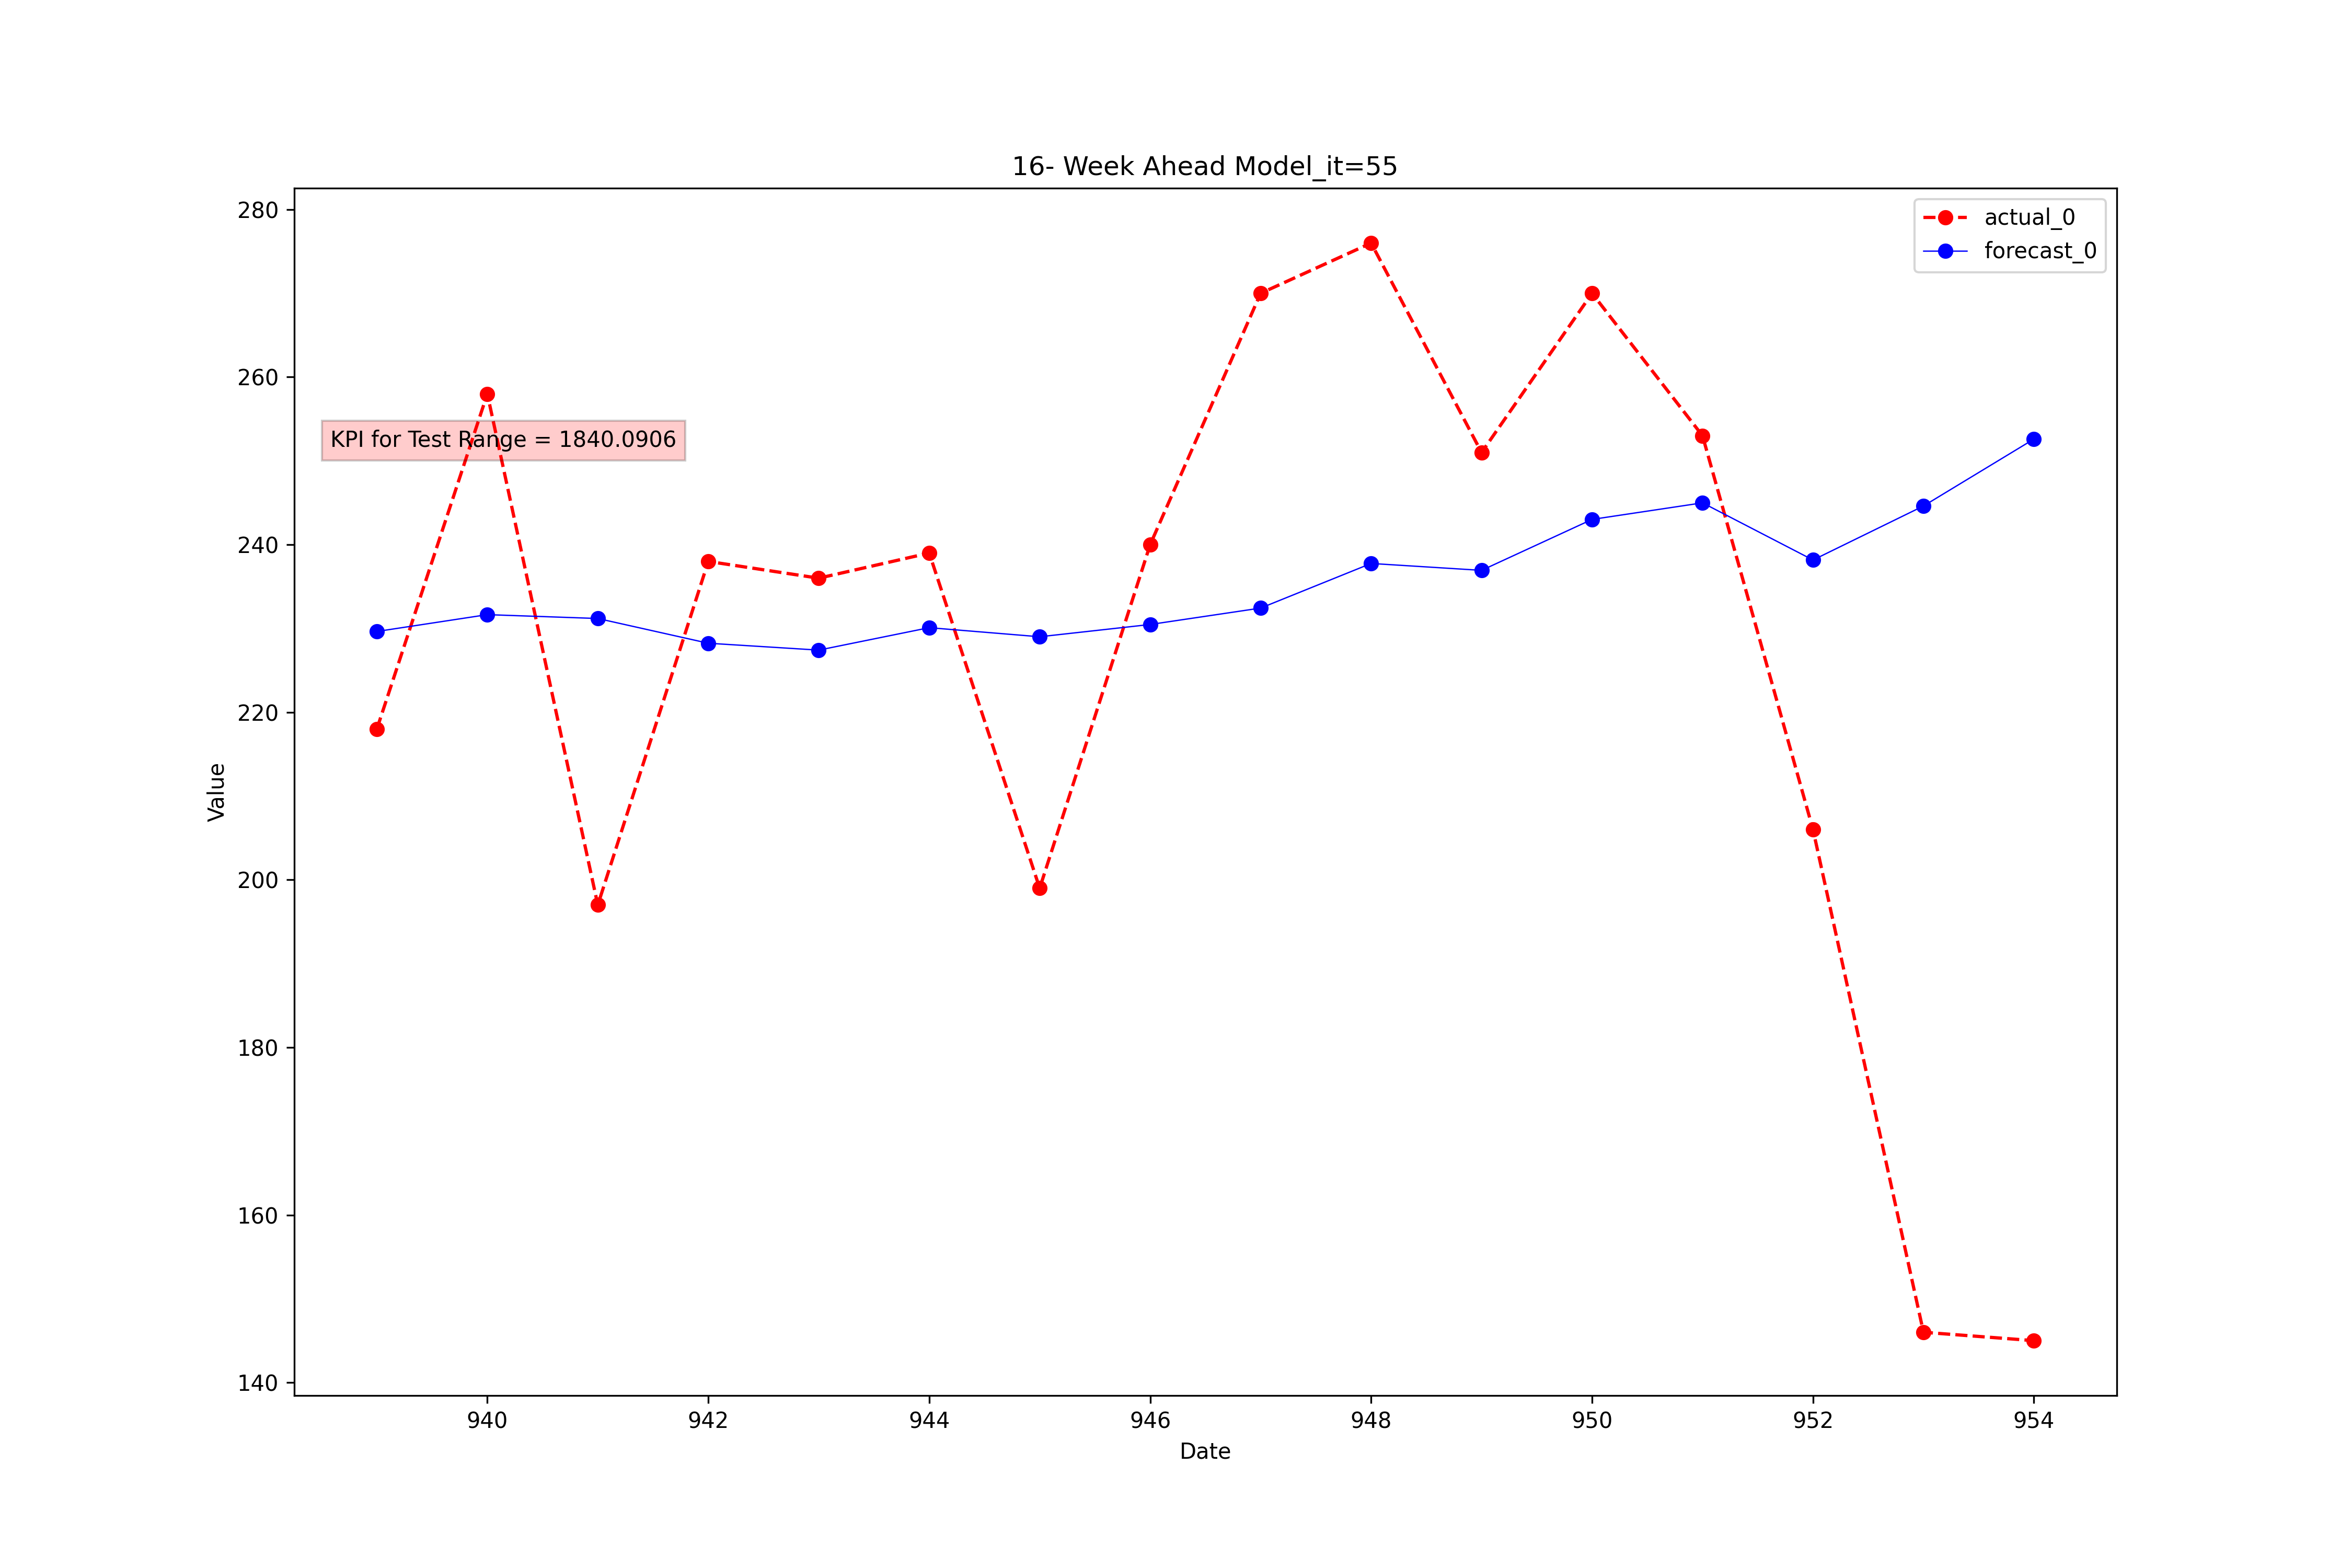 16- Week Ahead Model_it=55
280
260
240
220
200
180
160
140
Value
KPI for Test Range = 1840.0906
actual_0
forecast_0
940 942 944 946 948 950 952 954
Date